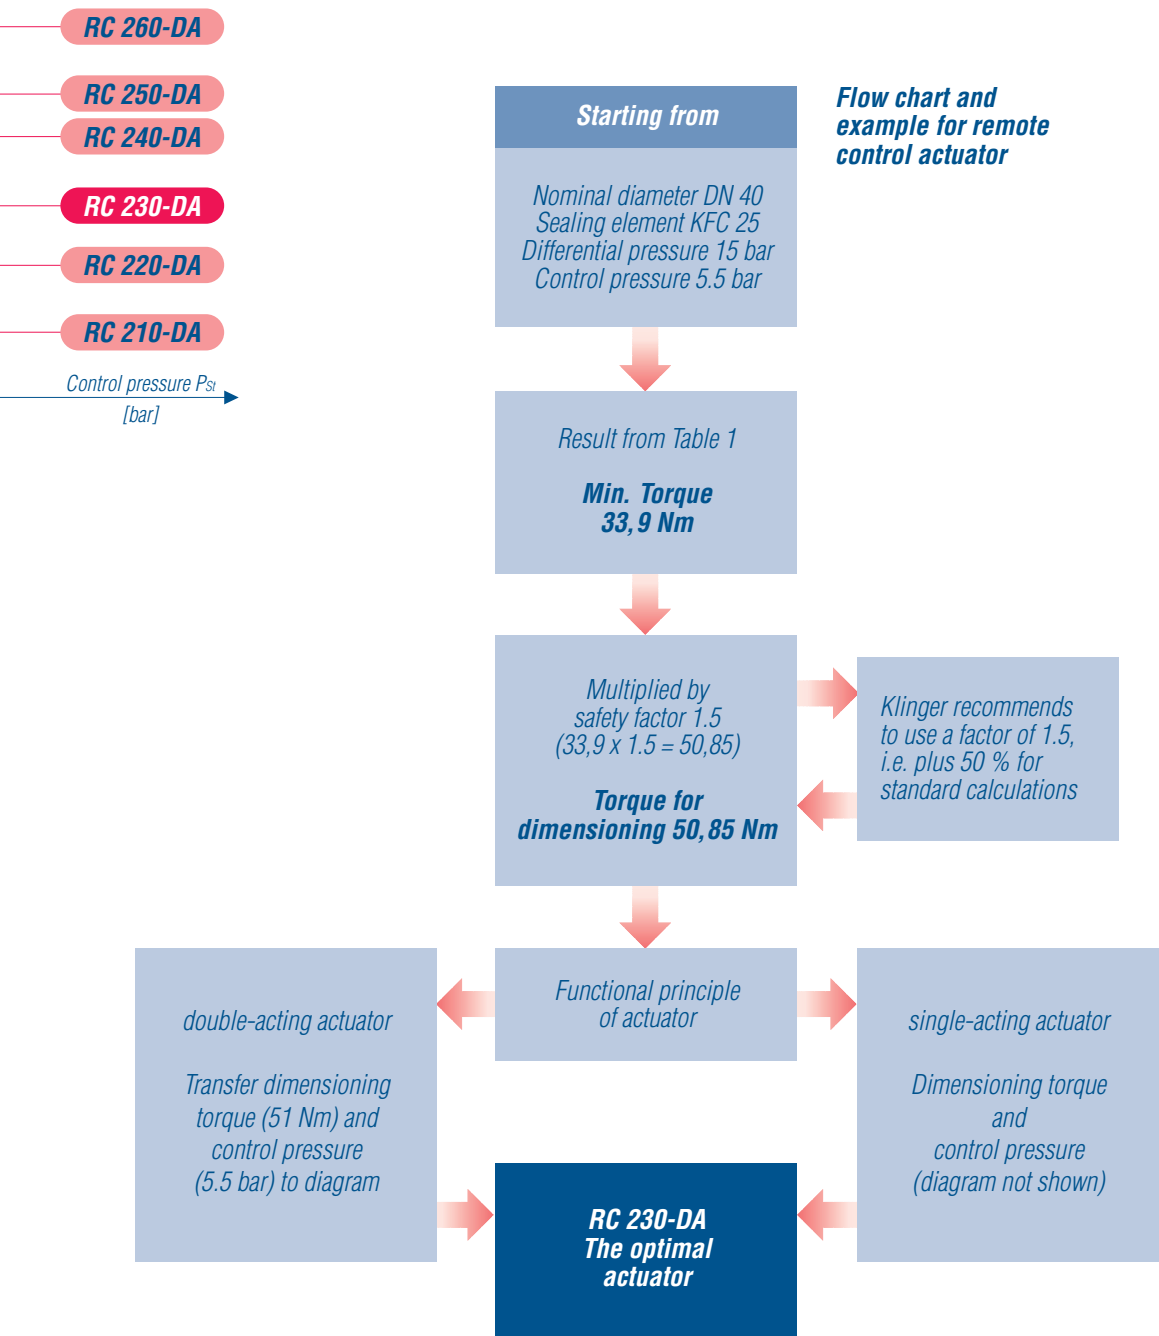 RC 260-DA
RC 250-DA
RC 240-DA
RC 230-DA
RC 220-DA
RC 210-DA
Control pressure PSt
[bar]
Flow chart and
example for remote
control actuator
Starting from
Nominal diameter DN 40
Sealing element KFC 25
Differential pressure 15 bar
Control pressure 5.5 bar
Result from Table 1
Min. Torque
33,9 Nm
Multiplied by
safety factor 1.5
(33,9 x 1.5 = 50,85)
Torque for
dimensioning 50,85 Nm
Klinger recommends
to use a factor of 1.5,
i.e. plus 50 % for
standard calculations
Functional principle
of actuator
double-acting actuator
Transfer dimensioning
torque (51 Nm) and
control pressure
(5.5 bar) to diagram
single-acting actuator
Dimensioning torque
and
control pressure
(diagram not shown)
RC 230-DA
The optimal
actuator